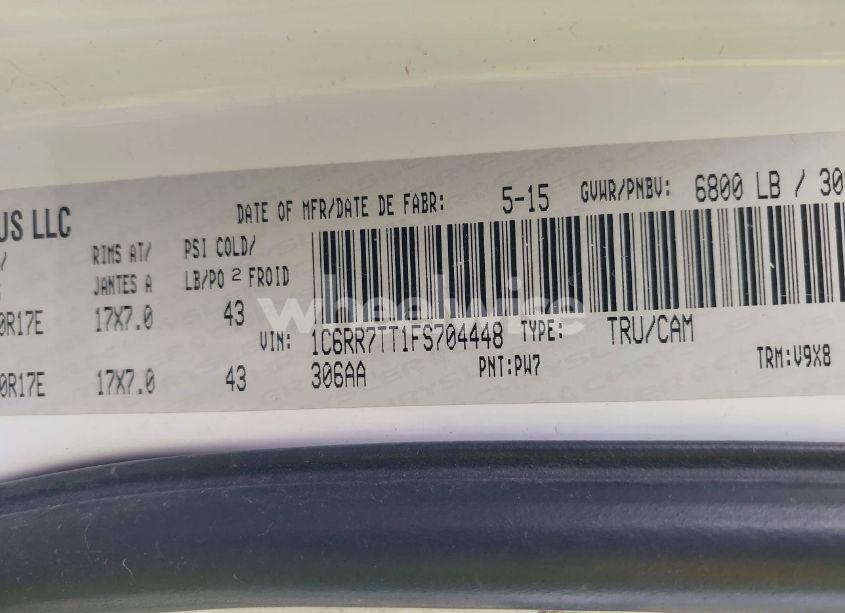 US LLC
DATE OF MFR/DATE DE FABR: 5-15 GVWR/PNBV: 6800 LB / 30
RIMS AT/ PSI COLD/
JANTES A LB/PO 2 FROID
0R17E 17X7.0 43
VIN: 1C6RR7TT1FS704448 TYPE: TRU/CAM
0R17E 17X7.0 43 306AA PNT:PW7 TRM:V9X8
wheelwise